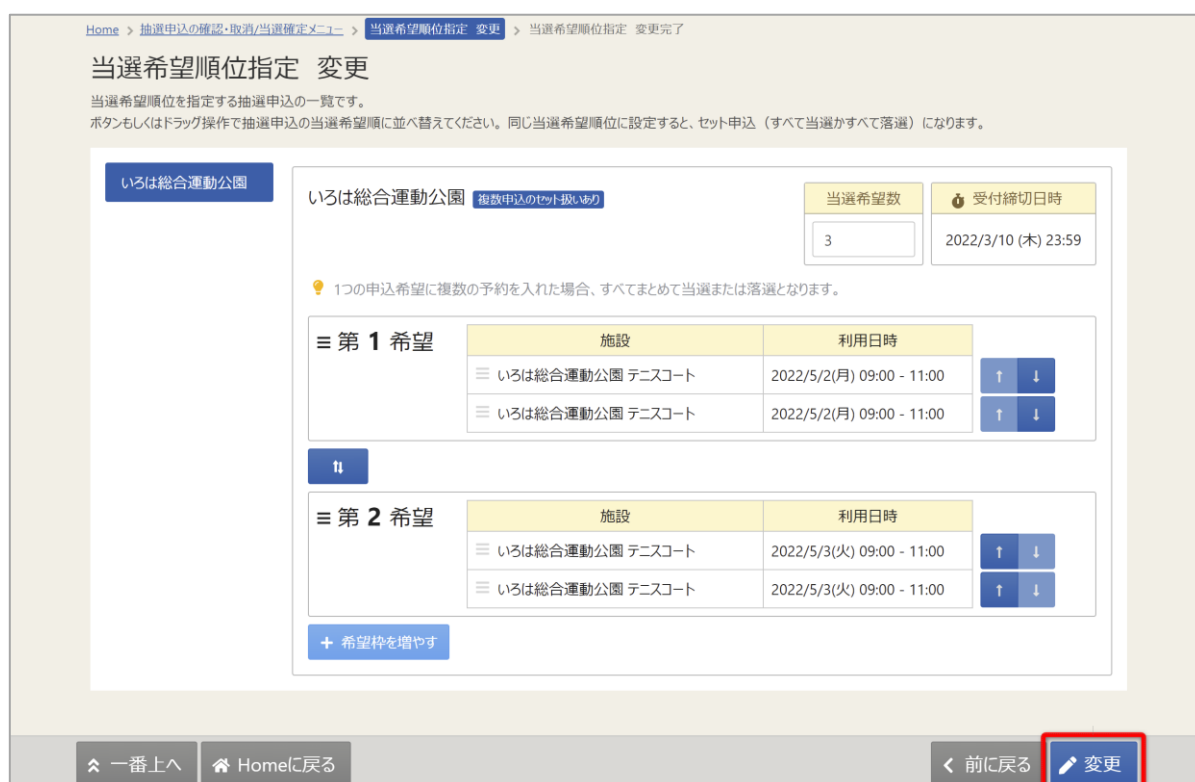 Home > 抽選申込の確認・取消/当選確定メニュー > 当選希望順位指定 変更 > 当選希望順位指定 変更完了
当選希望順位指定 変更
当選希望順位を指定する抽選申込の一覧です。
ボタンもしくはドラッグ操作で抽選申込の当選希望順に並べ替えてください。同じ当選希望順位に設定すると、セット申込（すべて当選かすべて落選）になります。
いろは総合運動公園
いろは総合運動公園 複数申込のセット扱いあり
当選希望数
3
受付締切日時
2022/3/10 (木) 23:59
1つの申込希望に複数の予約を入れた場合、すべてまとめて当選または落選となります。
第 1 希望
施設 利用日時
いろは総合運動公園 テニスコート 2022/5/2(月) 09:00 - 11:00 ↑ ↓
いろは総合運動公園 テニスコート 2022/5/2(月) 09:00 - 11:00 ↑ ↓
第 2 希望
施設 利用日時
いろは総合運動公園 テニスコート 2022/5/3(火) 09:00 - 11:00 ↑ ↓
いろは総合運動公園 テニスコート 2022/5/3(火) 09:00 - 11:00 ↑ ↓
+ 希望枠を増やす
一番上へ Homeに戻る 前に戻る 変更